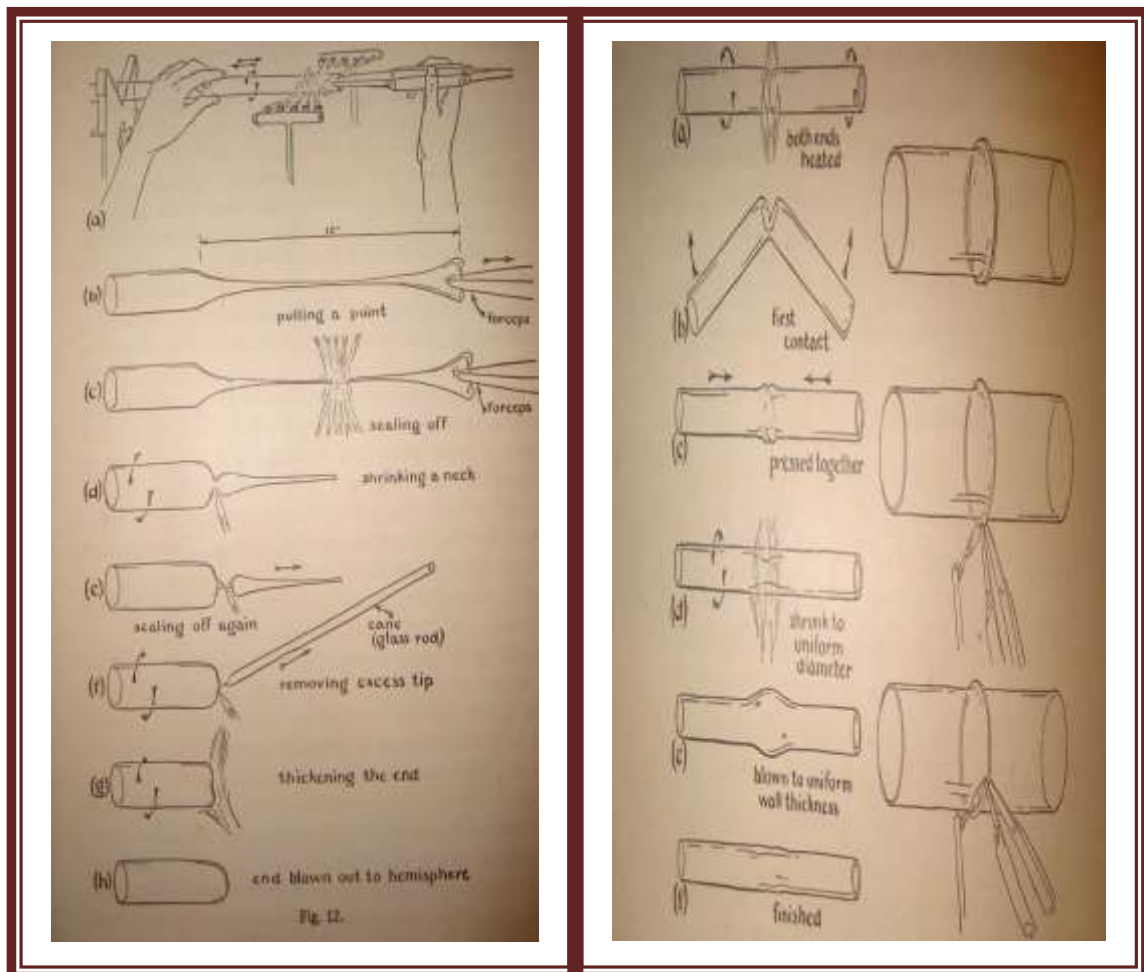 (a)
12"
(b)
pulling a point
forceps
(c)
forceps
sealing off
(d)
shrinking a neck
(e)
sealing off again
cane
(glass rod)
(f)
removing excess tip
(g)
thickening the end
(h)
end blown out to hemisphere
Fig. 12.
(a)
both ends
heated
(b)
first
contact
(c)
pressed together
(d)
shrink to
uniform
diameter
(e)
blown to uniform
wall thickness
(f)
finished